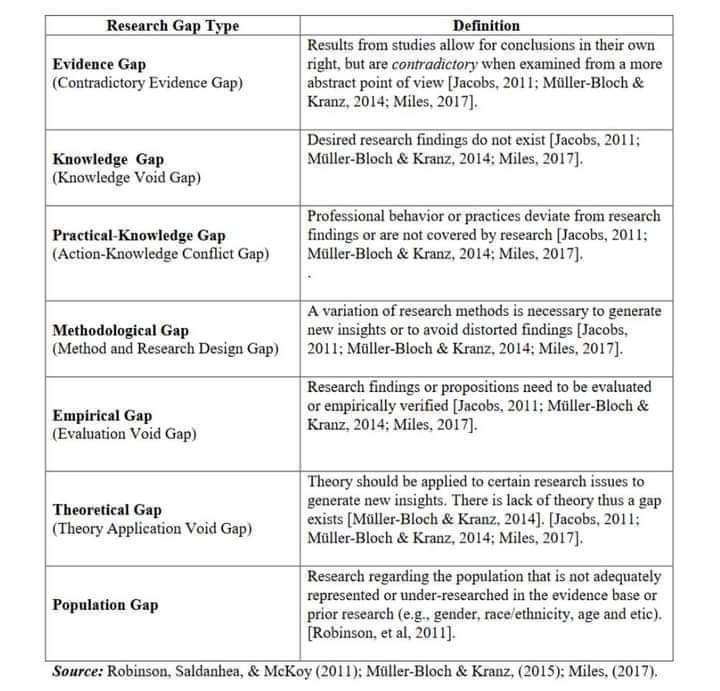 Research Gap Type
Definition
Evidence Gap
(Contradictory Evidence Gap)
Results from studies allow for conclusions in their own
right, but are contradictory when examined from a more
abstract point of view [Jacobs, 2011; Müller-Bloch &
Kranz, 2014; Miles, 2017].
Knowledge Gap
(Knowledge Void Gap)
Desired research findings do not exist [Jacobs, 2011;
Müller-Bloch & Kranz, 2014; Miles, 2017].
Practical-Knowledge Gap
(Action-Knowledge Conflict Gap)
Professional behavior or practices deviate from research
findings or are not covered by research [Jacobs, 2011;
Müller-Bloch & Kranz, 2014; Miles, 2017].
.
Methodological Gap
(Method and Research Design Gap)
A variation of research methods is necessary to generate
new insights or to avoid distorted findings [Jacobs,
2011; Müller-Bloch & Kranz, 2014; Miles, 2017].
Empirical Gap
(Evaluation Void Gap)
Research findings or propositions need to be evaluated
or empirically verified [Jacobs, 2011; Müller-Bloch &
Kranz, 2014; Miles, 2017].
Theoretical Gap
(Theory Application Void Gap)
Theory should be applied to certain research issues to
generate new insights. There is lack of theory thus a gap
exists [Müller-Bloch & Kranz, 2014]. [Jacobs, 2011;
Müller-Bloch & Kranz, 2014; Miles, 2017].
Population Gap
Research regarding the population that is not adequately
represented or under-researched in the evidence base or
prior research (e.g., gender, race/ethnicity, age and etic).
[Robinson, et al, 2011].
Source: Robinson, Saldanhea, & McKoy (2011); Müller-Bloch & Kranz, (2015); Miles, (2017).